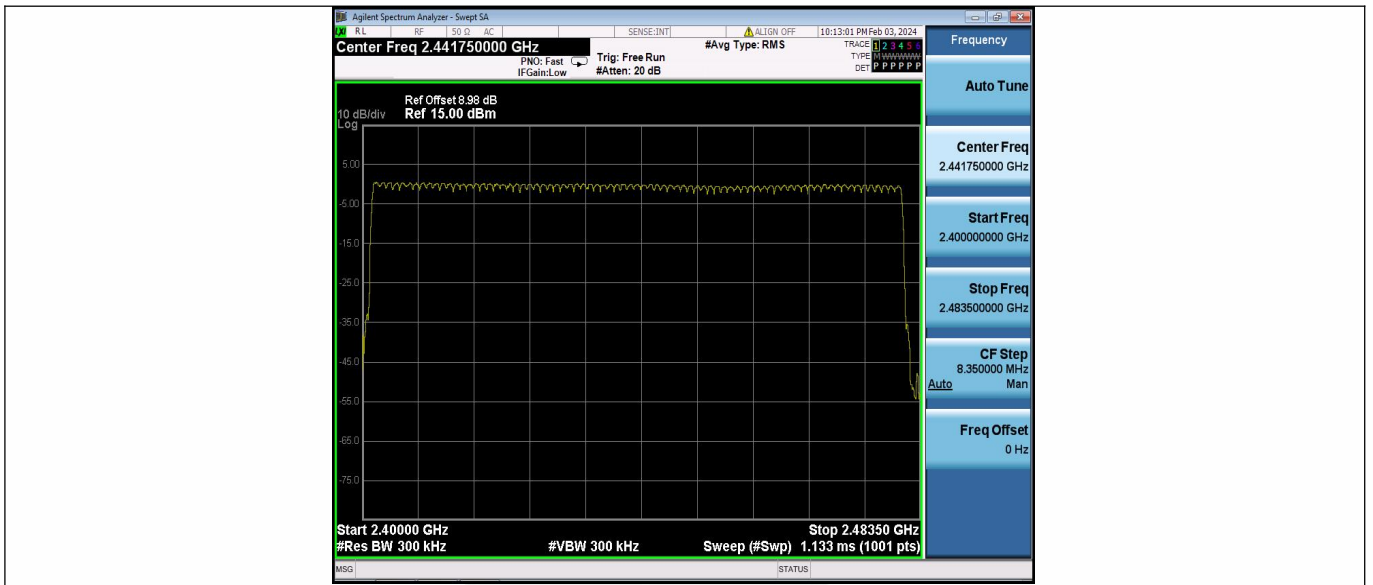 Agilent Spectrum Analyzer - Swept SA
RL RF 50 Ω AC SENSE:INT ALIGN OFF 10:13:01 PM Feb 03, 2024
Center Freq 2.441750000 GHz #Avg Type: RMS TRACE 1 2 3 4 5 6
PNO: Fast Trig: Free Run TYPE M WWWWW
IFGain:Low #Atten: 20 dB DET P P P P P P
Ref Offset 8.98 dB
10 dB/div Ref 15.00 dBm
Log
5.00
-5.00
-15.0
-25.0
-35.0
-45.0
-55.0
-65.0
-75.0
Start 2.40000 GHz Stop 2.48350 GHz
#Res BW 300 kHz #VBW 300 kHz Sweep (#Swp) 1.133 ms (1001 pts)
MSG STATUS
Frequency
Auto Tune
Center Freq
2.441750000 GHz
Start Freq
2.400000000 GHz
Stop Freq
2.483500000 GHz
CF Step
8.350000 MHz
Auto Man
Freq Offset
0 Hz